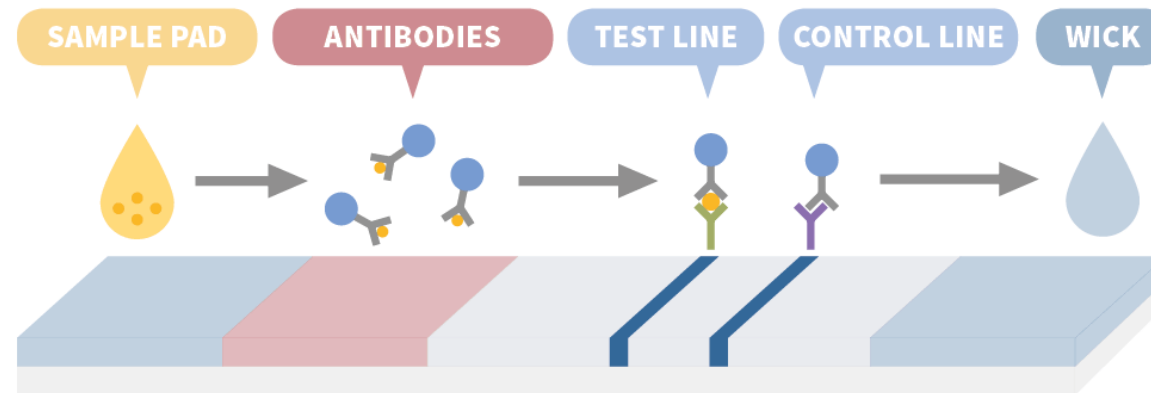 SAMPLE PAD
ANTIBODIES
TEST LINE
CONTROL LINE
WICK